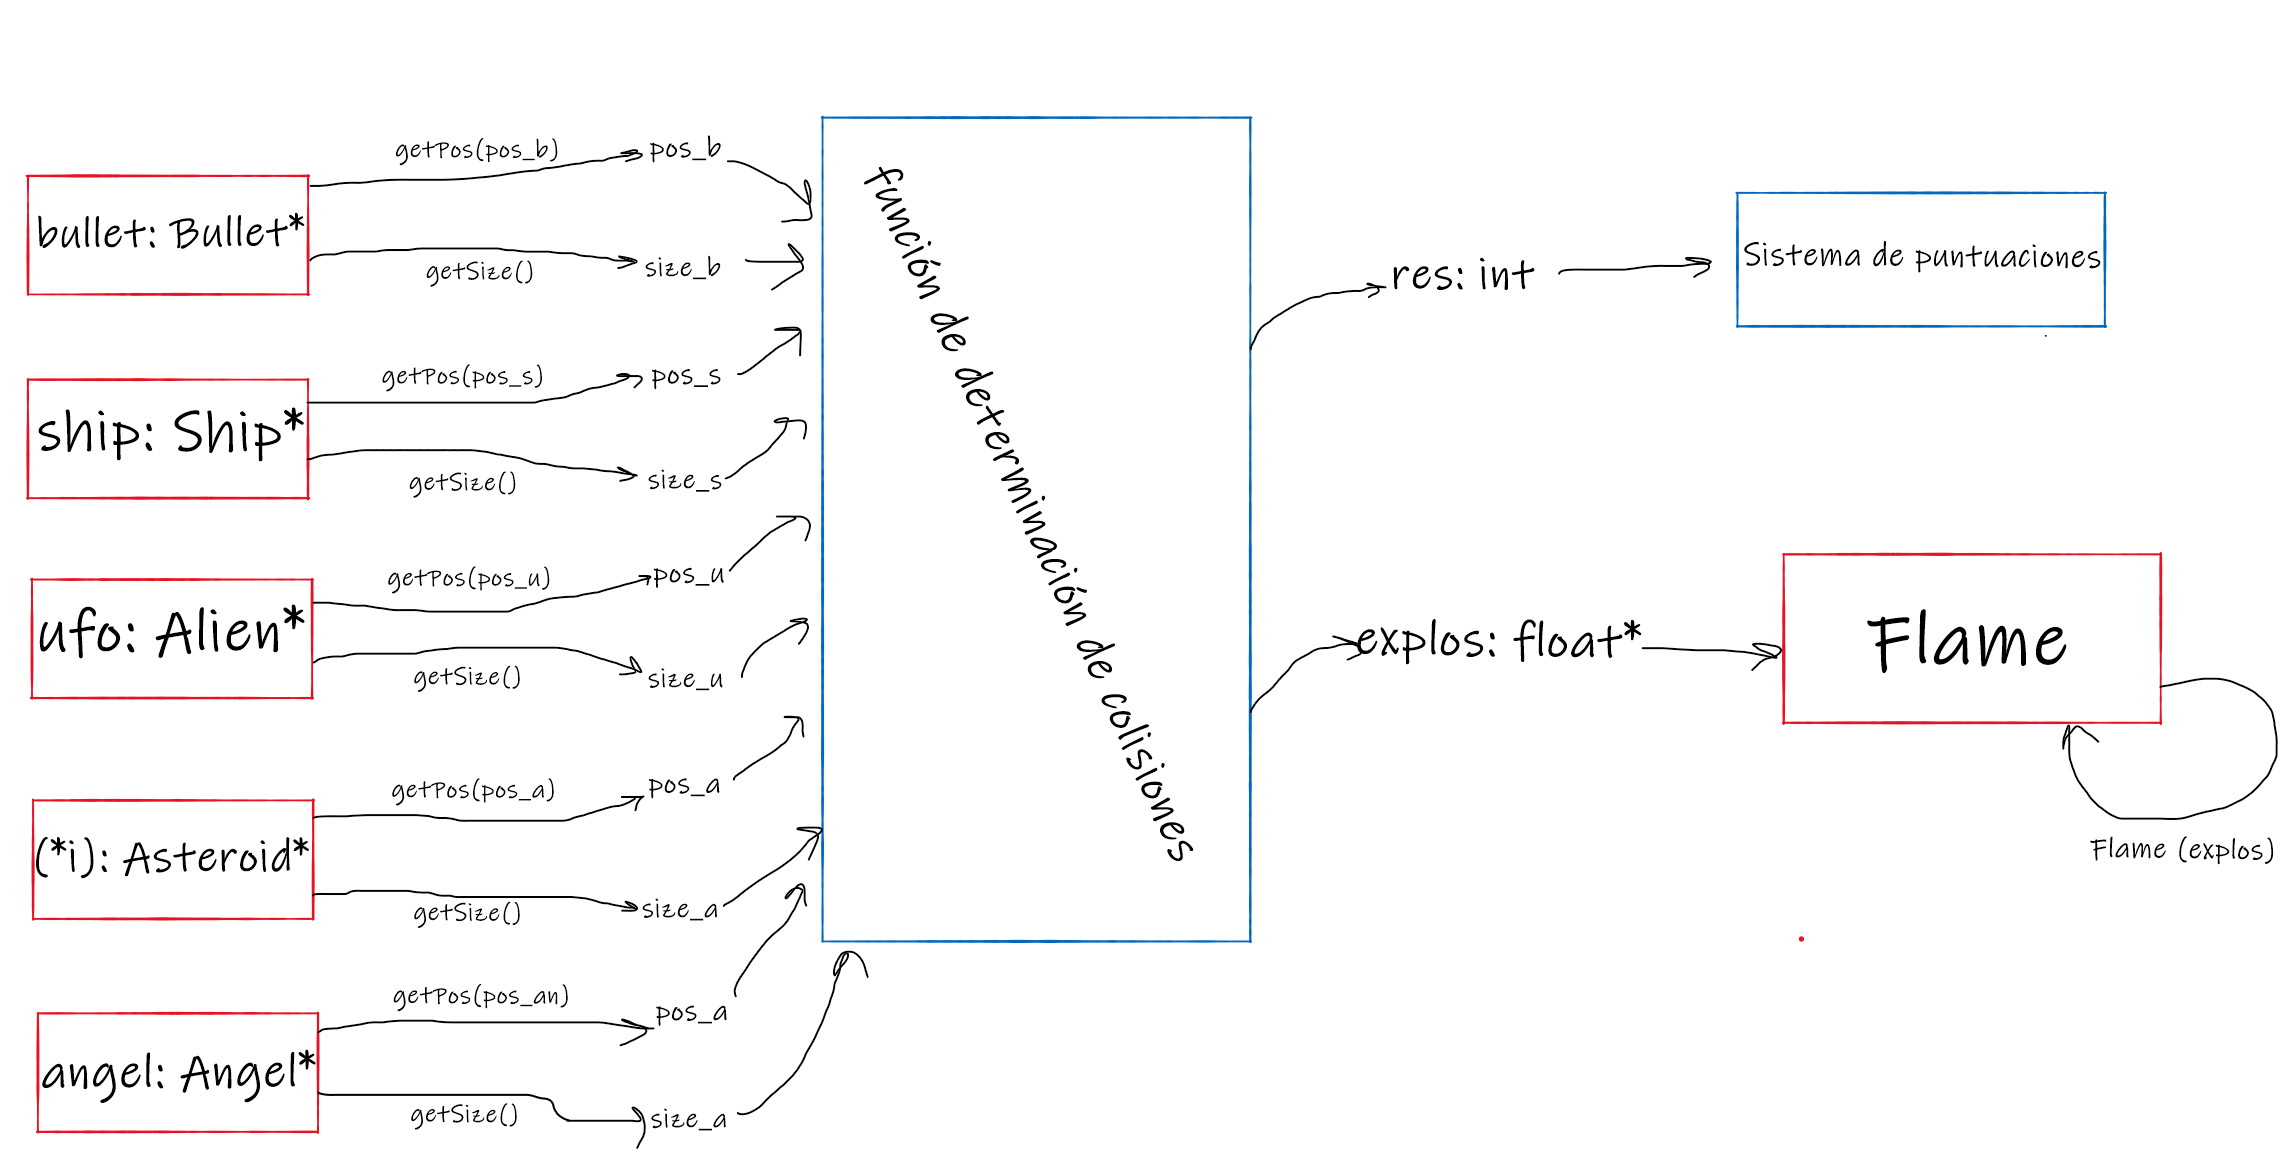 getPos(pos_b)
pos_b
bullet: Bullet*
getSize()
size_b
getPos(pos_s)
pos_s
ship: Ship*
getSize()
size_s
getPos(pos_u)
pos_u
ufo: Alien*
getSize()
size_u
getPos(pos_a)
pos_a
(*i): Asteroid*
getSize()
size_a
getPos(pos_an)
pos_a
angel: Angel*
getSize()
size_a
función de determinación de colisiones
res: int
Sistema de puntuaciones
explos: float*
Flame
Flame (explos)